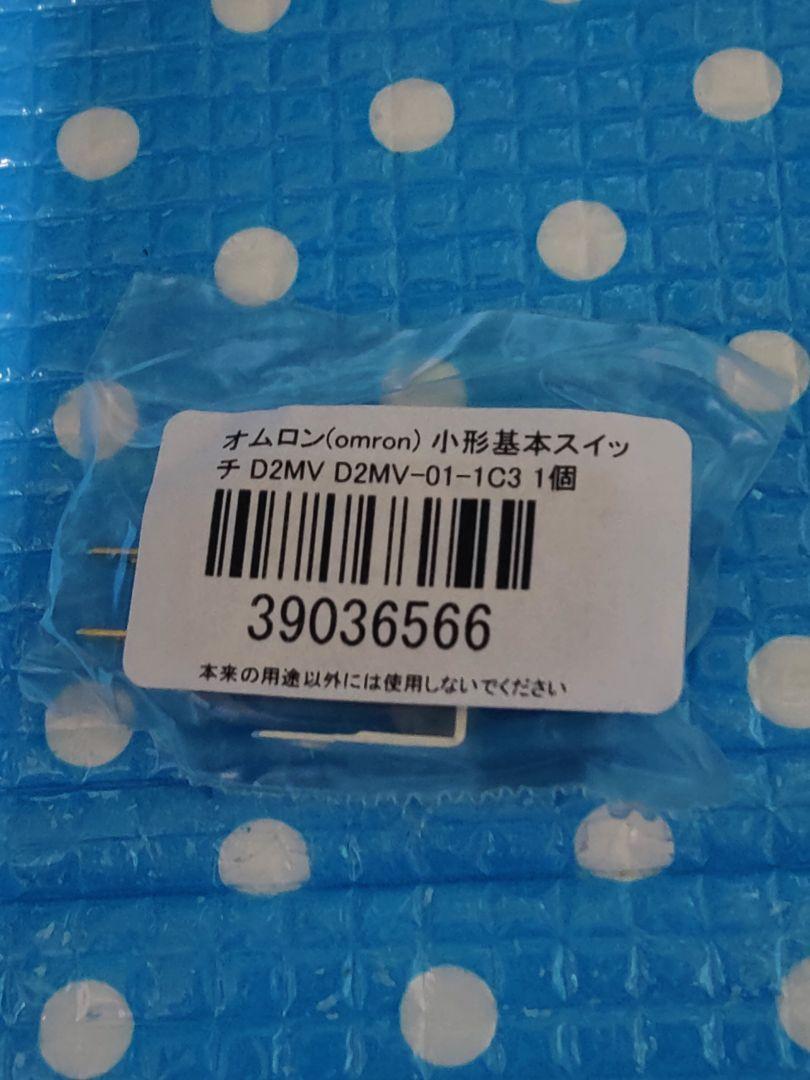 オムロン(omron) 小形基本スイッ
チ D2MV D2MV-01-1C3 1個
39036566
本来の用途以外には使用しないでください